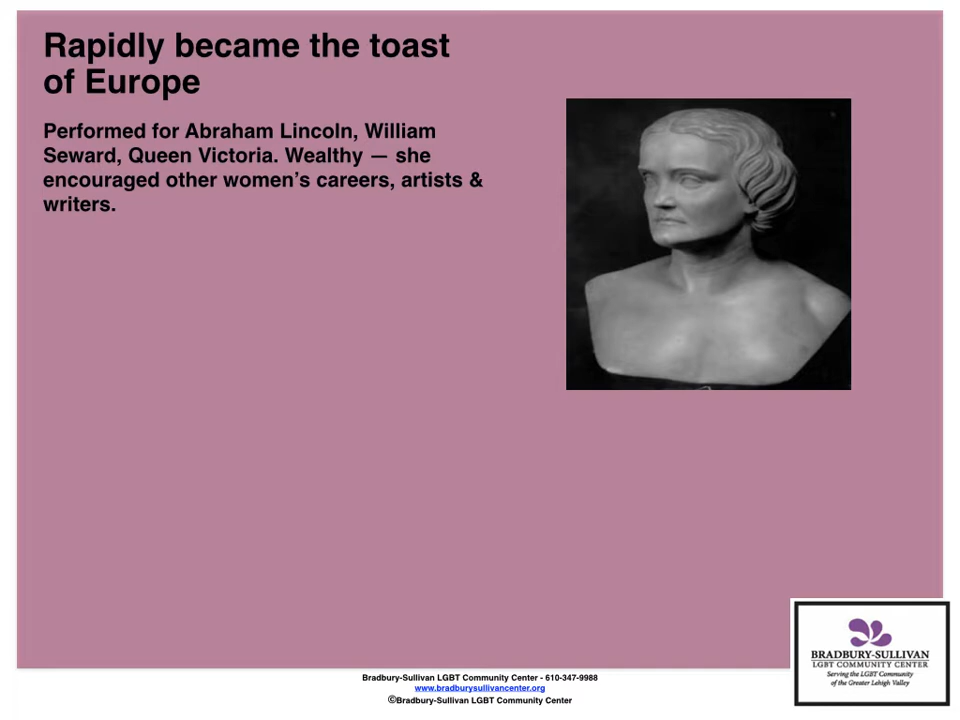 Rapidly became the toast
of Europe
Performed for Abraham Lincoln, William
Seward, Queen Victoria. Wealthy — she
encouraged other women’s careers, artists &
writers.
BRADBURY-SULLIVAN
LGBT COMMUNITY CENTER
Serving the LGBT Community
of the Greater Lehigh Valley
Bradbury-Sullivan LGBT Community Center - 610-347-9988
www.bradburysullivancenter.org
©Bradbury-Sullivan LGBT Community Center